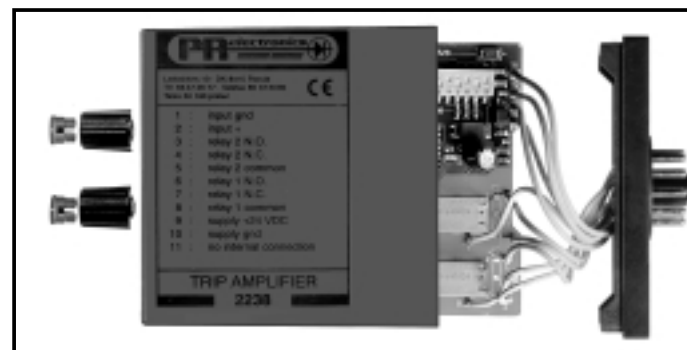 PR electronics
CE
1 : input gnd
2 : input +
3 : relay 2 N.O.
4 : relay 2 N.C.
5 : relay 2 common
6 : relay 1 N.O.
7 : relay 1 N.C.
8 : relay 1 common
9 : supply +24 VDC
10 : supply gnd
11 : no internal connection
TRIP AMPLIFIER
2238